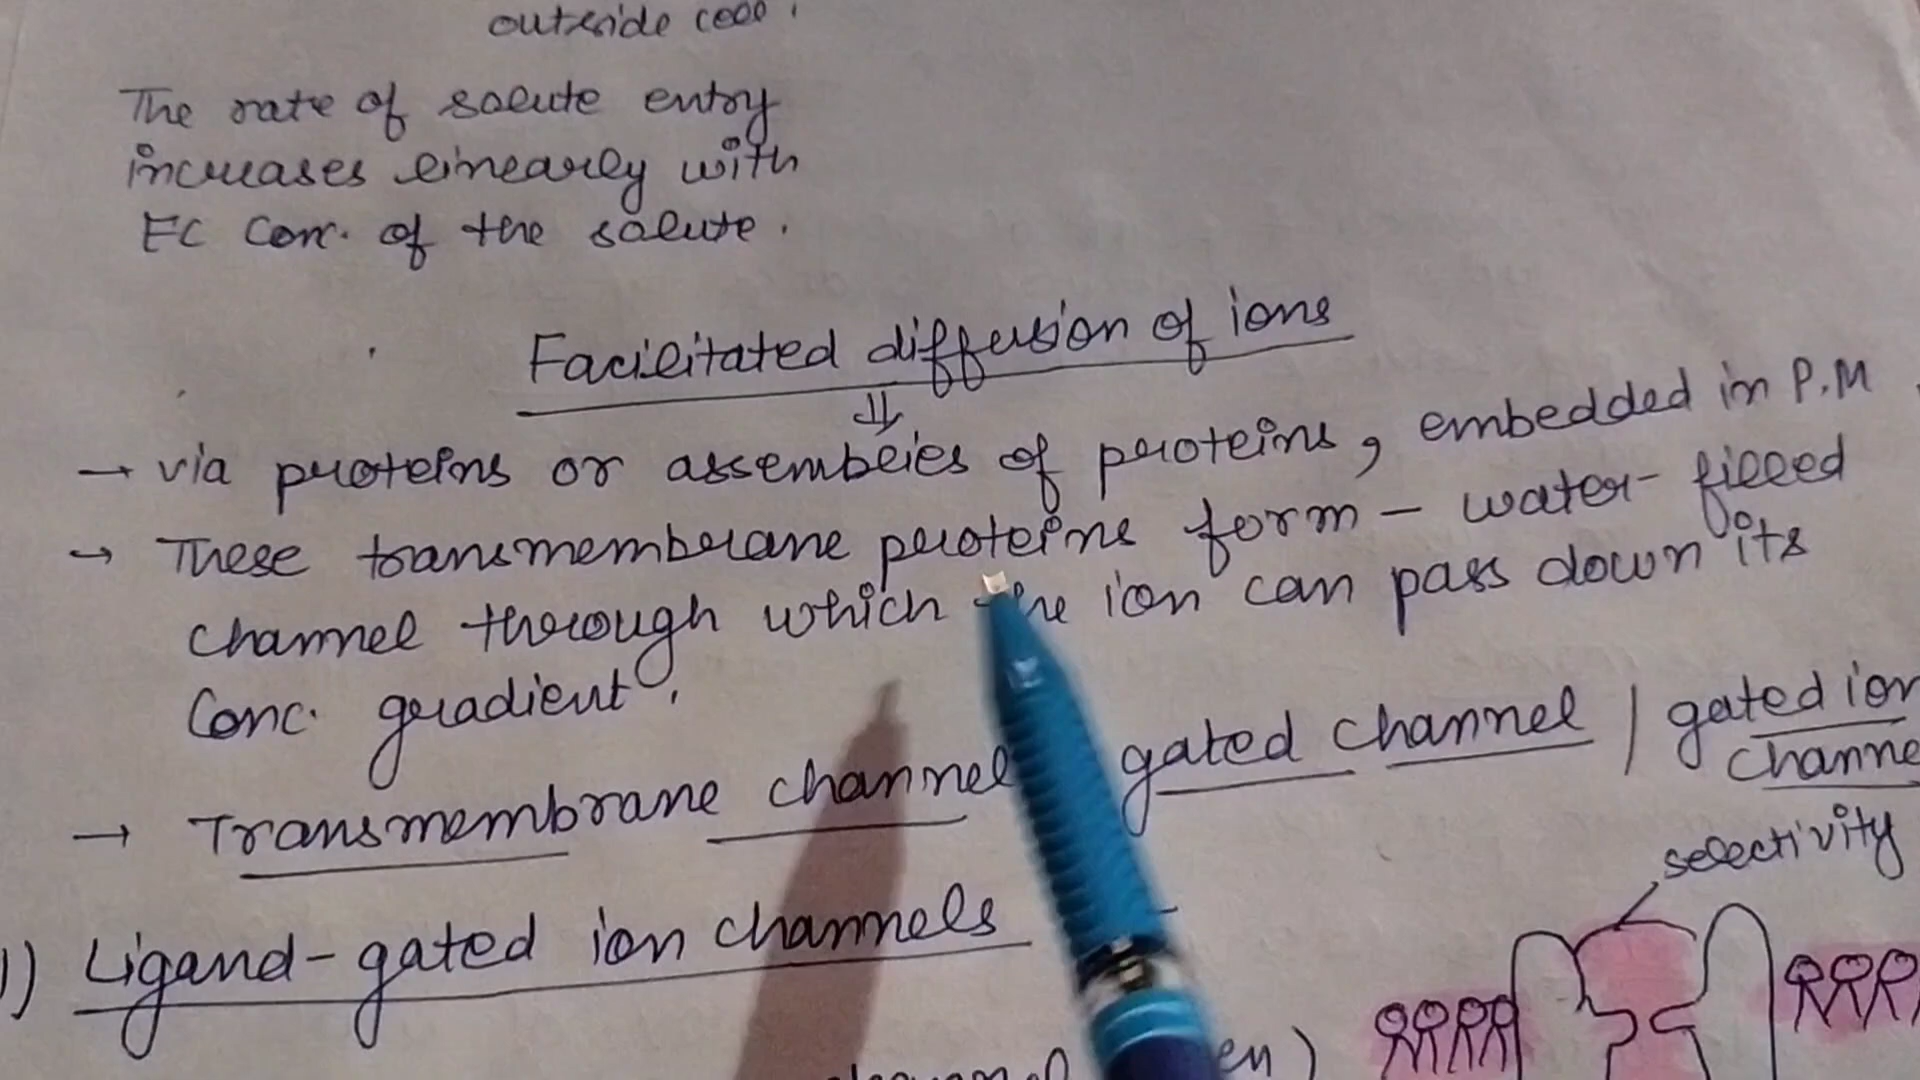 outside cell.
The rate of solute entry
increases linearly with
EC Conc. of the solute.
Facilitated diffusion of ions
→ via proteins or assemblies of proteins, embedded in P.M
→ These transmembrane proteins form - water-filled
channel through which the ion can pass down its
Conc. gradient.
→ Transmembrane channel gated channel / gated ion
channe
selectivity
1) Ligand-gated ion channels
en)